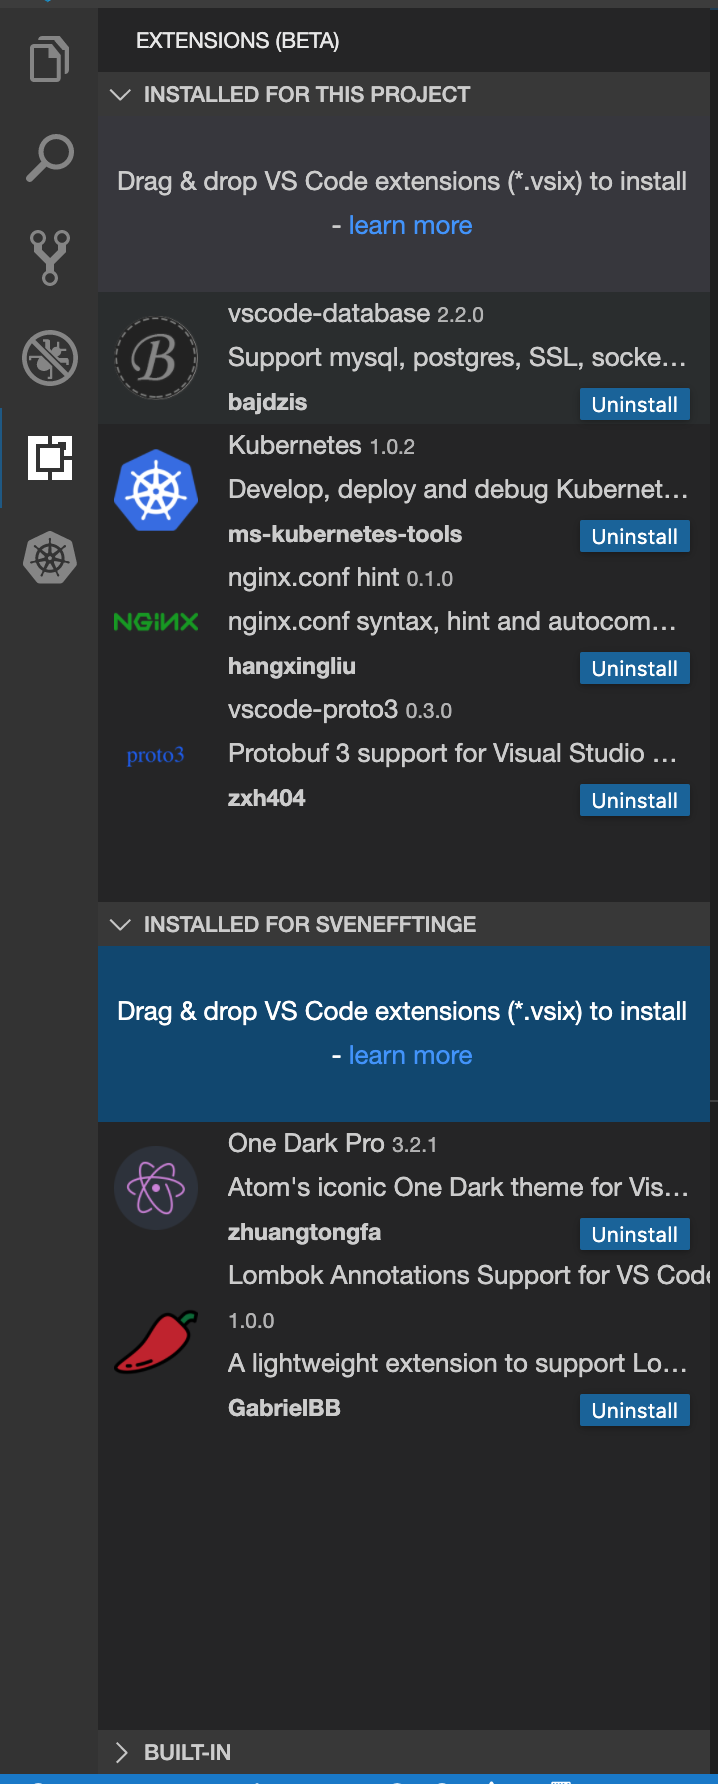 EXTENSIONS (BETA)
INSTALLED FOR THIS PROJECT
Drag & drop VS Code extensions (*.vsix) to install
- learn more
vscode-database 2.2.0
Support mysql, postgres, SSL, socke...
B
bajdzis
Uninstall
Kubernetes 1.0.2
Develop, deploy and debug Kubernet...
ms-kubernetes-tools
Uninstall
nginx.conf hint 0.1.0
NGINX
nginx.conf syntax, hint and autocom...
hangxingliu
Uninstall
vscode-proto3 0.3.0
proto3
Protobuf 3 support for Visual Studio ...
zxh404
Uninstall
INSTALLED FOR SVENEFFTINGE
Drag & drop VS Code extensions (*.vsix) to install
- learn more
One Dark Pro 3.2.1
Atom's iconic One Dark theme for Vis...
zhuangtongfa
Uninstall
Lombok Annotations Support for VS Code
1.0.0
A lightweight extension to support Lo...
GabrielBB
Uninstall
BUILT-IN